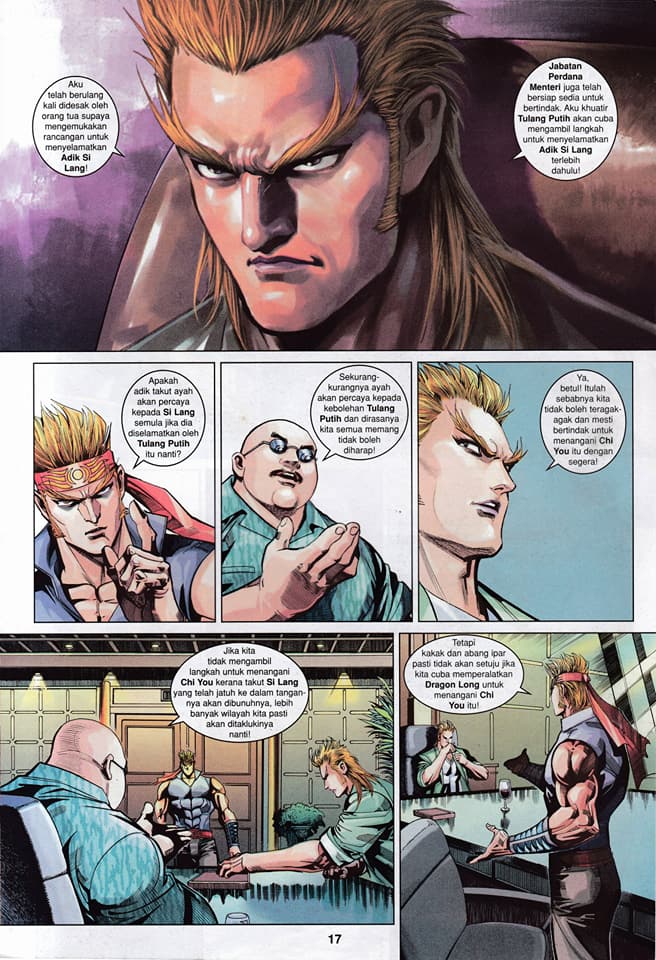 Aku
telah berulang
kali didesak oleh
orang tua supaya
mengemukakan
rancangan untuk
menyelamatkan
Adik Si
Lang!
Jabatan
Perdana
Menteri juga telah
bersiap sedia untuk
bertindak. Aku khuatir
Tulang Putih akan cuba
mengambil langkah
untuk menyelamatkan
Adik Si Lang
terlebih
dahulu!
Apakah
adik takut ayah
akan percaya
kepada Si Lang
semula jika dia
diselamatkan oleh
Tulang Putih
itu nanti?
Sekurang-
kurangnya ayah
akan percaya kepada
kebolehan Tulang
Putih dan dirasanya
kita semua memang
tidak boleh
diharap!
Ya,
betul! Itulah
sebabnya kita
tidak boleh teragak-
agak dan mesti
bertindak untuk
menangani Chi
You itu dengan
segera!
Jika kita
tidak mengambil
langkah untuk menangani
Chi You kerana takut Si Lang
yang telah jatuh ke dalam tangan-
nya akan dibunuhnya, lebih
banyak wilayah kita pasti
akan ditaklukinya
nanti!
Tetapi
kakak dan abang ipar
pasti tidak akan setuju jika
kita cuba memperalatkan
Dragon Long untuk
menangani Chi
You itu!
17